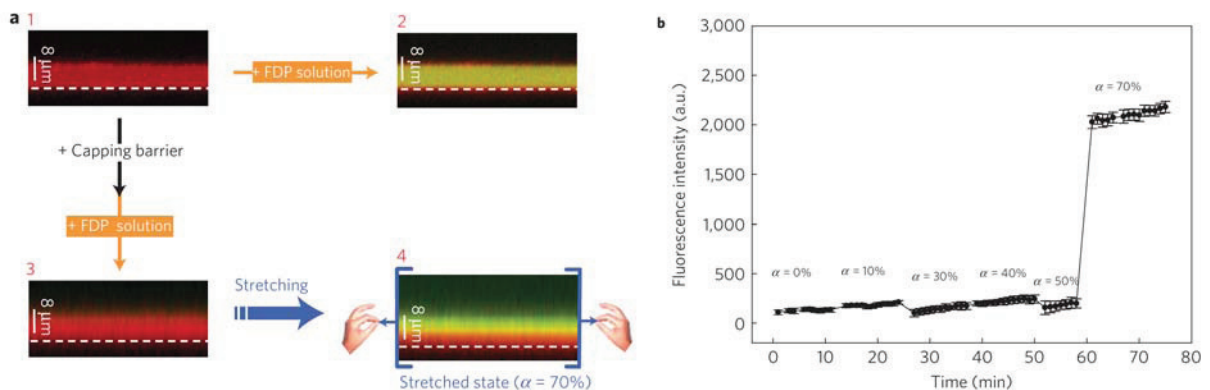 a
1
8 μm
+ FDP solution
2
8 μm
+ Capping barrier
+ FDP solution
3
8 μm
Stretching
4
8 μm
Stretched state (α = 70%)
b
Fluorescence intensity (a.u.)
3,000
2,500
2,000
1,500
1,000
500
0
α = 0%
α = 10%
α = 30%
α = 40%
α = 50%
α = 70%
0 10 20 30 40 50 60 70 80
Time (min)